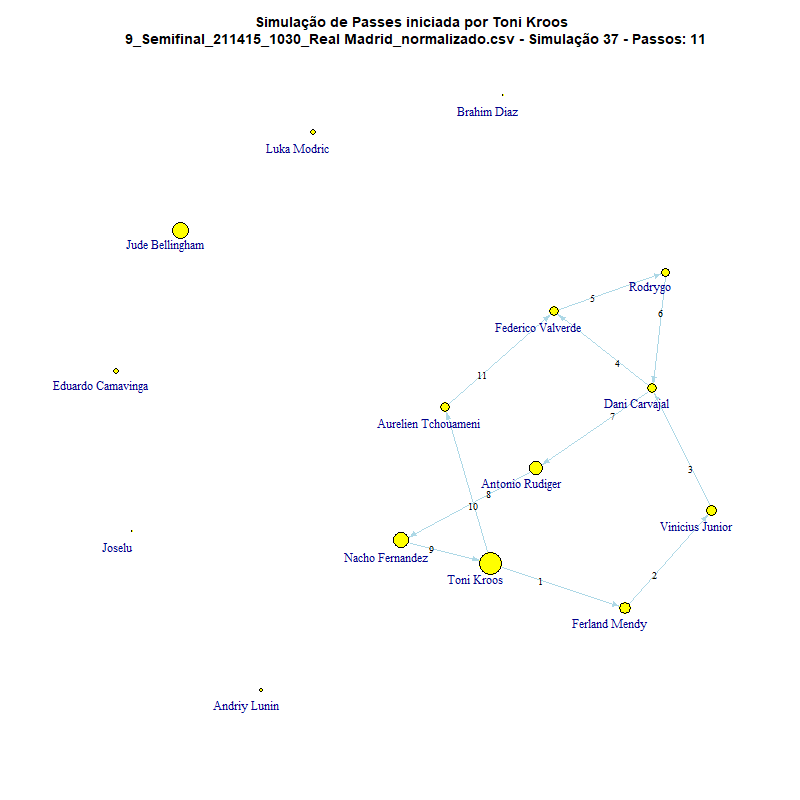 Simulação de Passes iniciada por Toni Kroos
9_Semifinal_211415_1030_Real Madrid_normalizado.csv - Simulação 37 - Passos: 11
Brahim Diaz
Luka Modric
Jude Bellingham
Rodrygo
5
6
Federico Valverde
4
11
Eduardo Camavinga
Dani Carvajal
7
Aurelien Tchouameni
3
Antonio Rudiger
8
10
Vinicius Junior
Joselu
9
Nacho Fernandez
Toni Kroos
1
2
Ferland Mendy
Andriy Lunin